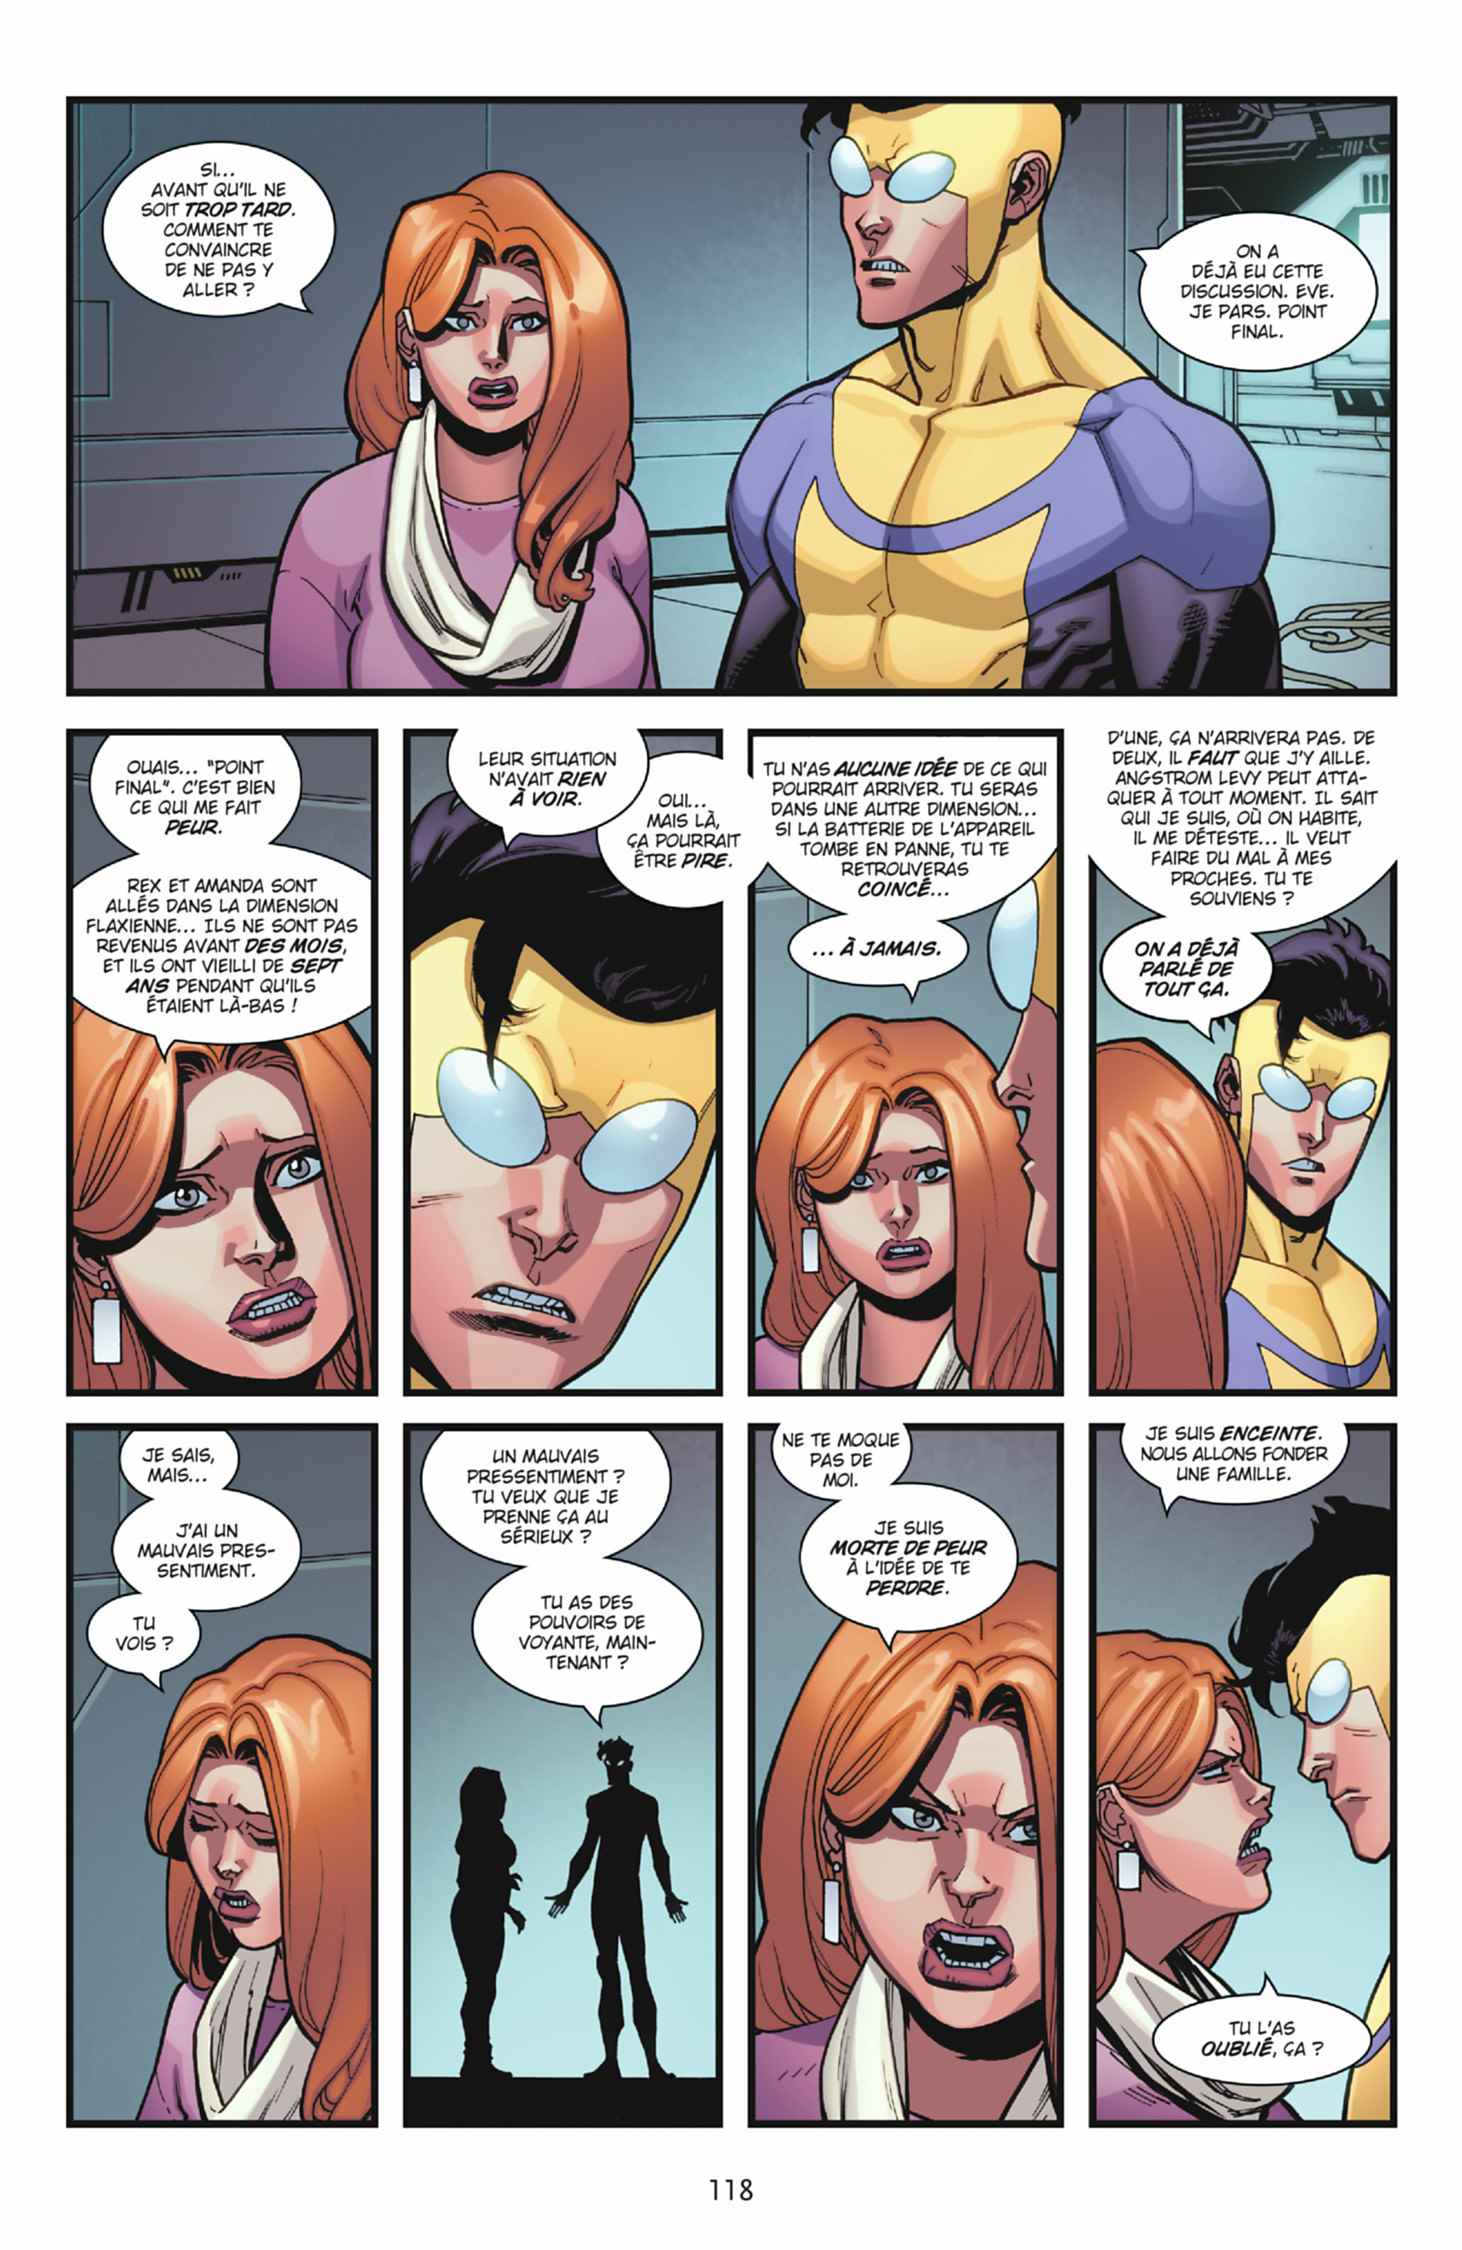 SI...
AVANT QU'IL NE
SOIT TROP TARD.
COMMENT TE
CONVAINCRE
DE NE PAS Y
ALLER ?
ON A
DÉJÀ EU CETTE
DISCUSSION. EVE.
JE PARS. POINT
FINAL.
OUAIS... "POINT
FINAL". C'EST BIEN
CE QUI ME FAIT
PEUR.
REX ET AMANDA SONT
ALLÉS DANS LA DIMENSION
FLAXIENNE... ILS NE SONT PAS
REVENUS AVANT DES MOIS,
ET ILS ONT VIEILLI DE SEPT
ANS PENDANT QU'ILS
ÉTAIENT LÀ-BAS !
LEUR SITUATION
N'AVAIT RIEN
À VOIR.
OUI...
MAIS LÀ,
ÇA POURRAIT
ÊTRE PIRE.
TU N'AS AUCUNE IDÉE DE CE QUI
POURRAIT ARRIVER. TU SERAS
DANS UNE AUTRE DIMENSION...
SI LA BATTERIE DE L'APPAREIL
TOMBE EN PANNE, TU TE
RETROUVERAS
COINCÉ...
... À JAMAIS.
D'UNE, ÇA N'ARRIVERA PAS. DE
DEUX, IL FAUT QUE J'Y AILLE.
ANGSTROM LEVY PEUT ATTA-
QUER À TOUT MOMENT. IL SAIT
QUI JE SUIS, OÙ ON HABITE,
IL ME DÉTESTE... IL VEUT
FAIRE DU MAL À MES
PROCHES. TU TE
SOUVIENS ?
ON A DÉJÀ
PARLÉ DE
TOUT ÇA.
JE SAIS,
MAIS...
J'AI UN
MAUVAIS PRES-
SENTIMENT.
TU
VOIS ?
UN MAUVAIS
PRESSENTIMENT ?
TU VEUX QUE JE
PRENNE ÇA AU
SÉRIEUX ?
TU AS DES
POUVOIRS DE
VOYANTE, MAIN-
TENANT ?
NE TE MOQUE
PAS DE
MOI.
JE SUIS
MORTE DE PEUR
À L'IDÉE DE TE
PERDRE.
JE SUIS ENCEINTE.
NOUS ALLONS FONDER
UNE FAMILLE.
TU L'AS
OUBLIÉ, ÇA ?
118